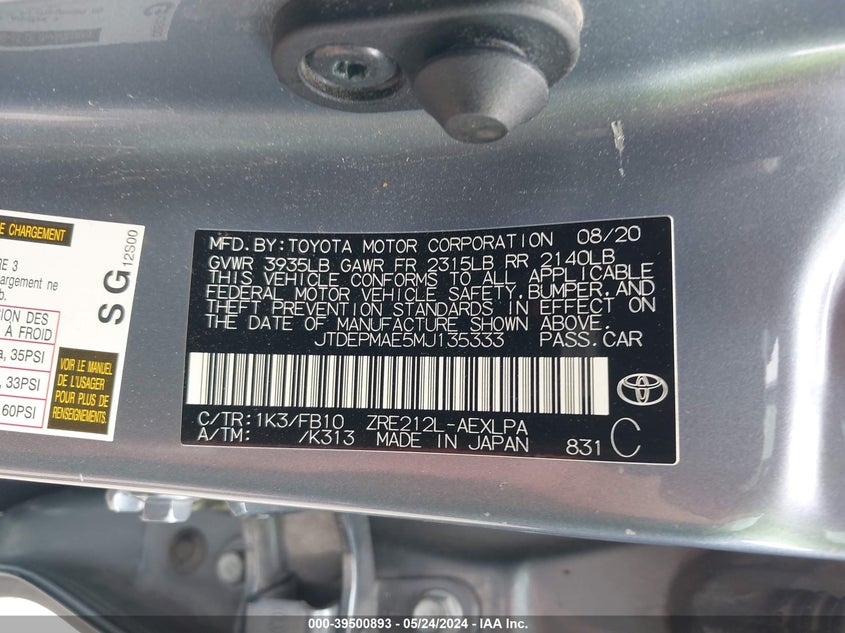 E CHARGEMENT
RE 3
hargement ne
b.
SION DES
À FROID
a, 35PSI
, 33PSI
60PSI
VOIR LE MANUEL
DE L'USAGER
POUR PLUS DE
RENSEIGNEMENTS.
SG
12S00
MFD. BY: TOYOTA MOTOR CORPORATION 08/20
GVWR 3935LB GAWR FR 2315LB RR 2140LB
THIS VEHICLE CONFORMS TO ALL APPLICABLE
FEDERAL MOTOR VEHICLE SAFETY, BUMPER, AND
THEFT PREVENTION STANDARDS IN EFFECT ON
THE DATE OF MANUFACTURE SHOWN ABOVE.
JTDEPMAE5MJ135333 PASS. CAR
C/TR: 1K3/FB10 ZRE212L-AEXLPA
A/TM: /K313 MADE IN JAPAN 831 C
000-39500893 - 05/24/2024 - IAA Inc.